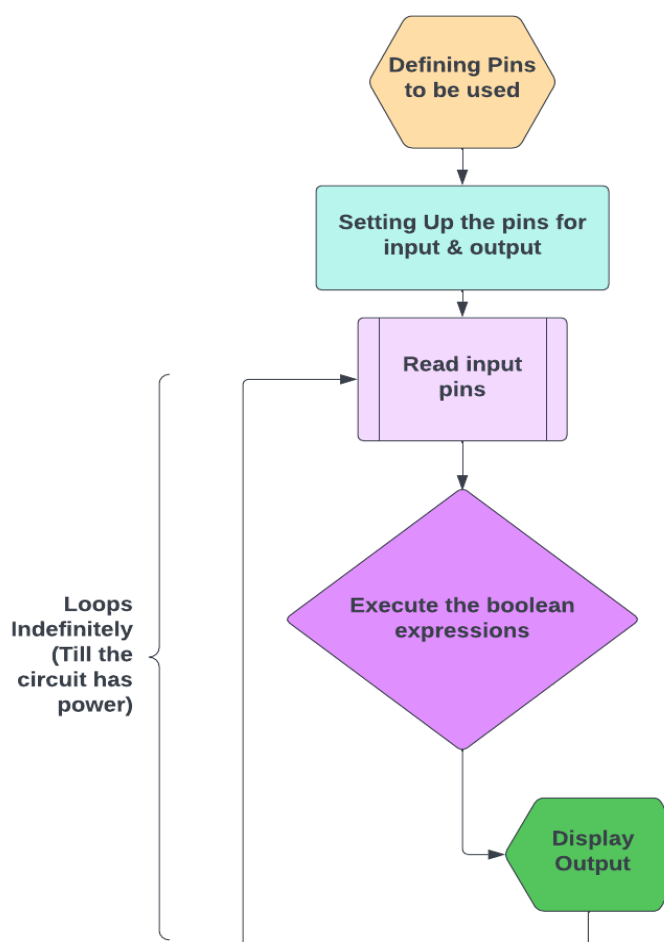 Defining Pins
to be used
Setting Up the pins for
input & output
Read input
pins
Execute the boolean
expressions
Loops
Indefinitely
(Till the
circuit has
power)
Display
Output